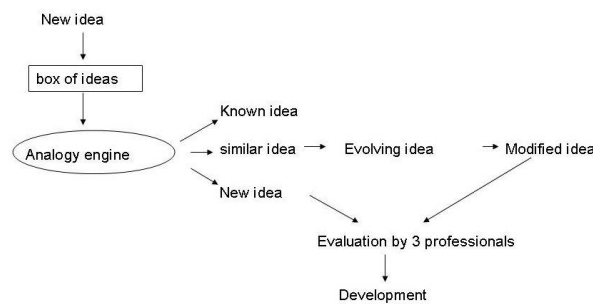 New idea
box of ideas
Known idea
Analogy engine
similar idea
Evolving idea
Modified idea
New idea
Evaluation by 3 professionals
Development